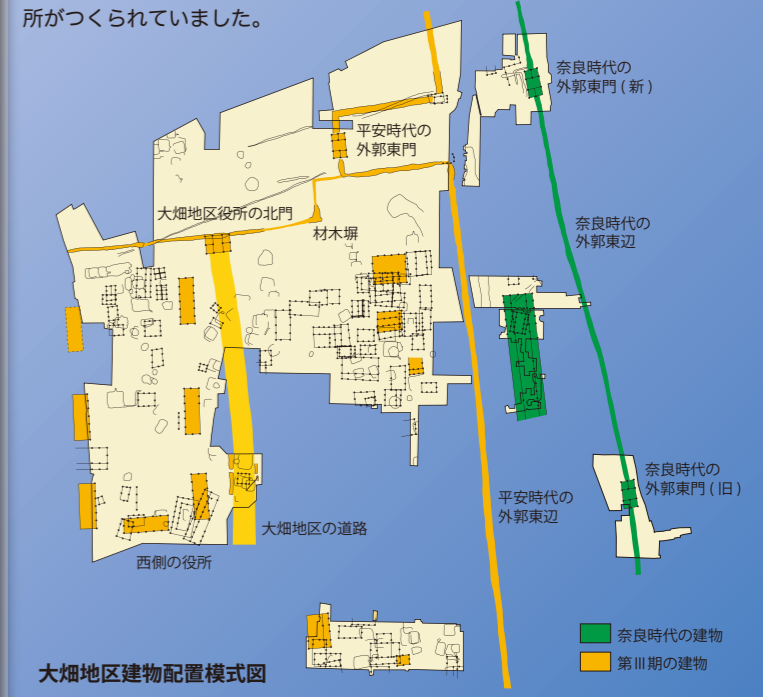 所がつくられていました。
奈良時代の
外郭東門 ( 新 )
平安時代の
外郭東門
大畑地区役所の北門
材木塀
奈良時代の
外郭東辺
奈良時代の
外郭東門 ( 旧 )
平安時代の
外郭東辺
大畑地区の道路
西側の役所
奈良時代の建物
第Ⅲ期の建物
大畑地区建物配置模式図